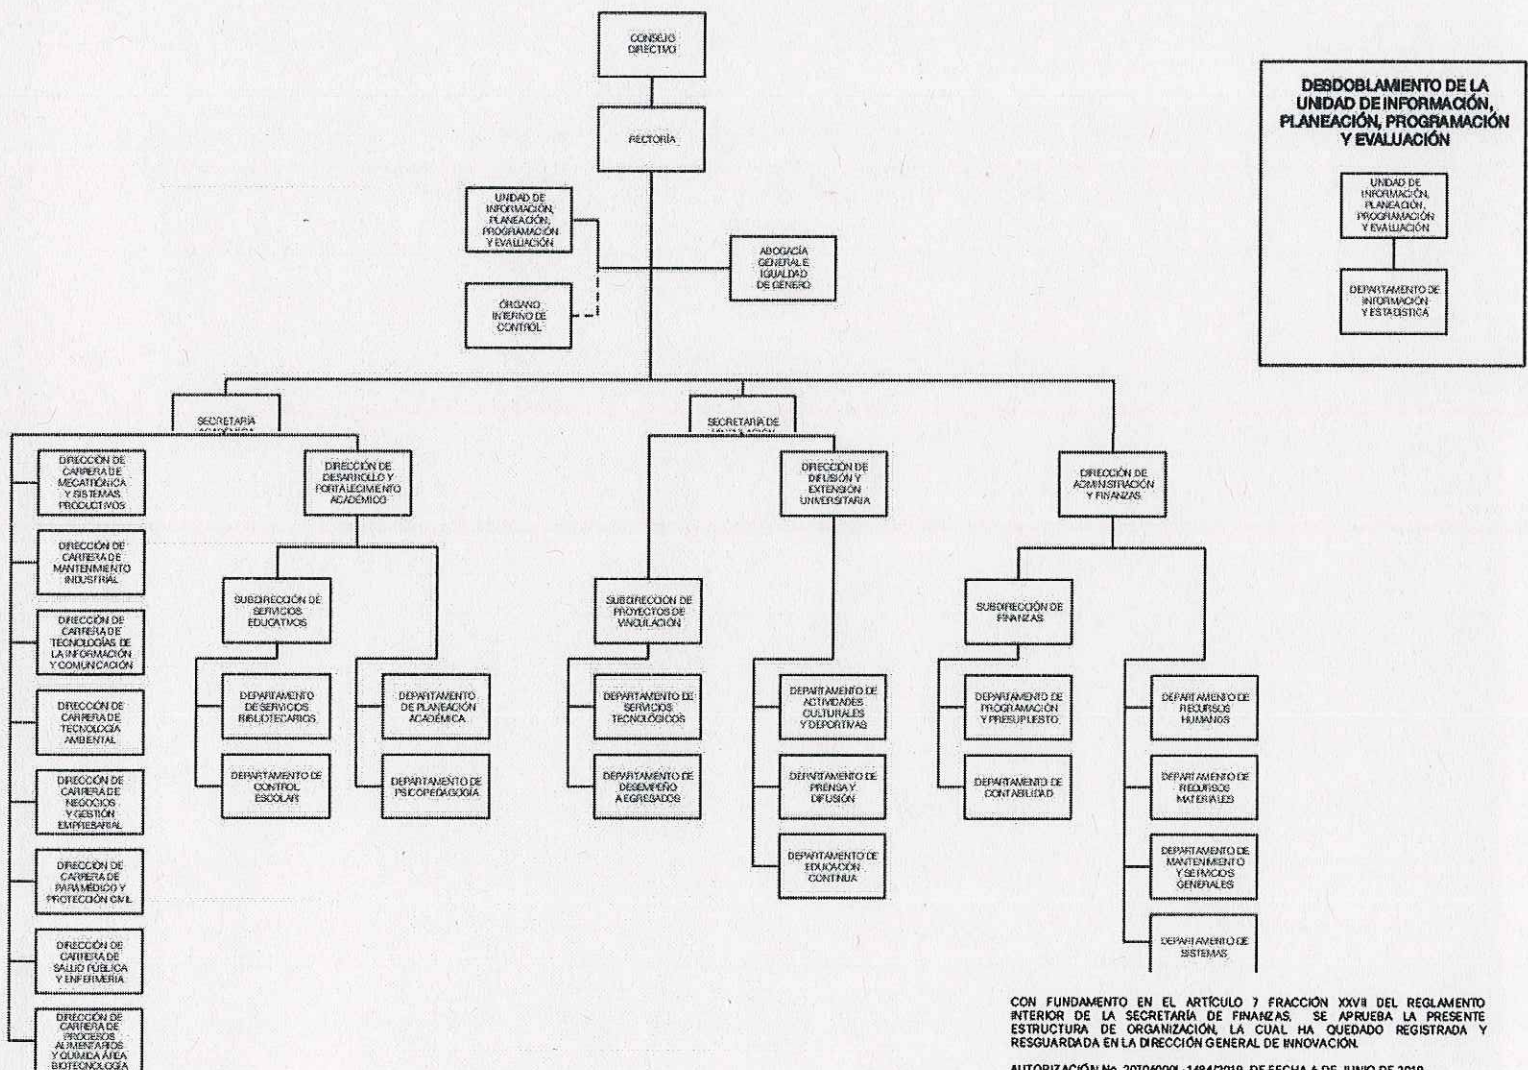 CONSEJO
DIRECTIVO
RECTORÍA
DESDOBLAMIENTO DE LA
UNIDAD DE INFORMACIÓN,
PLANEACIÓN, PROGRAMACIÓN
Y EVALUACIÓN
UNIDAD DE
INFORMACIÓN,
PLANEACIÓN,
PROGRAMACIÓN
Y EVALUACIÓN
DEPARTAMENTO DE
INFORMACIÓN
Y ESTADÍSTICA
UNIDAD DE
INFORMACIÓN,
PLANEACIÓN,
PROGRAMACIÓN
Y EVALUACIÓN
ABOGACÍA
GENERAL E
IGUALDAD
DE GÉNERO
ÓRGANO
INTERNO DE
CONTROL
SECRETARÍA
ACADÉMICA
SECRETARÍA DE
VINCULACIÓN
DIRECCIÓN DE
CARRERA DE
MECATRÓNICA
Y SISTEMAS
PRODUCTIVOS
DIRECCIÓN DE
DESARROLLO Y
FORTALECIMIENTO
ACADÉMICO
DIRECCIÓN DE
DIFUSIÓN Y
EXTENSIÓN
UNIVERSITARIA
DIRECCIÓN DE
ADMINISTRACIÓN
Y FINANZAS
DIRECCIÓN DE
CARRERA DE
MANTENIMIENTO
INDUSTRIAL
SUBDIRECCIÓN DE
SERVICIOS
EDUCATIVOS
SUBDIRECCIÓN DE
PROYECTOS DE
VINCULACIÓN
SUBDIRECCIÓN DE
FINANZAS
DIRECCIÓN DE
CARRERA DE
TECNOLOGÍAS DE
LA INFORMACIÓN
Y COMUNICACIÓN
DIRECCIÓN DE
CARRERA DE
TECNOLOGÍA
AMBIENTAL
DEPARTAMENTO
DE SERVICIOS
BIBLIOTECARIOS
DEPARTAMENTO
DE PLANEACIÓN
ACADÉMICA
DEPARTAMENTO DE
SERVICIOS
TECNOLÓGICOS
DEPARTAMENTO DE
ACTIVIDADES
CULTURALES
Y DEPORTIVAS
DEPARTAMENTO DE
PROGRAMACIÓN
Y PRESUPUESTO
DEPARTAMENTO DE
RECURSOS
HUMANOS
DIRECCIÓN DE
CARRERA DE
NEGOCIOS
Y GESTIÓN
EMPRESARIAL
DEPARTAMENTO DE
CONTROL
ESCOLAR
DEPARTAMENTO DE
PSICOPEDAGOGÍA
DEPARTAMENTO DE
DESEMPEÑO
A EGRESADOS
DEPARTAMENTO DE
PRENSA Y
DIFUSIÓN
DEPARTAMENTO DE
CONTABILIDAD
DEPARTAMENTO DE
RECURSOS
MATERIALES
DIRECCIÓN DE
CARRERA DE
PARAMÉDICO Y
PROTECCIÓN CIVIL
DEPARTAMENTO DE
EDUCACIÓN
CONTINUA
DEPARTAMENTO DE
MANTENIMIENTO
Y SERVICIOS
GENERALES
DIRECCIÓN DE
CARRERA DE
SALUD PÚBLICA
Y ENFERMERÍA
DEPARTAMENTO DE
SISTEMAS
DIRECCIÓN DE
CARRERA DE
PROCESOS
ALIMENTARIOS
Y QUÍMICA ÁREA
BIOTECNOLOGÍA
CON FUNDAMENTO EN EL ARTÍCULO 7 FRACCIÓN XXVII DEL REGLAMENTO
INTERIOR DE LA SECRETARÍA DE FINANZAS, SE APRUEBA LA PRESENTE
ESTRUCTURA DE ORGANIZACIÓN, LA CUAL HA QUEDADO REGISTRADA Y
RESGUARDADA EN LA DIRECCIÓN GENERAL DE INNOVACIÓN.